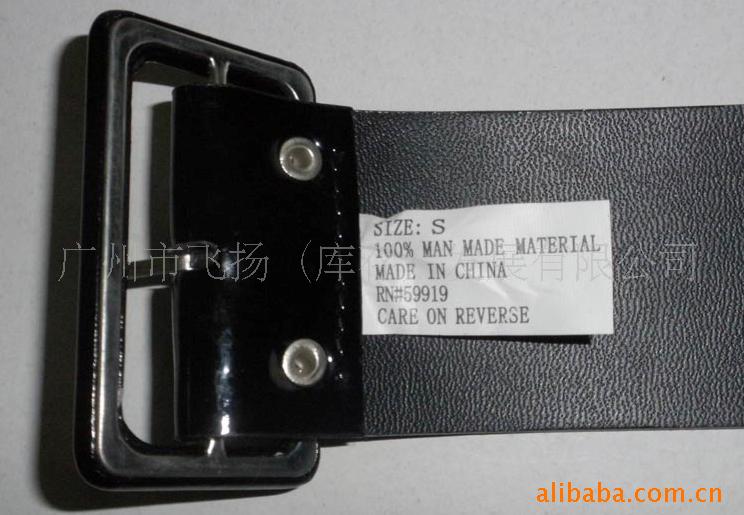 SIZE: S
100% MAN MADE MATERIAL
MADE IN CHINA
RN#59919
CARE ON REVERSE
广州市飞扬（库 展有限公司
alibaba.com.cn